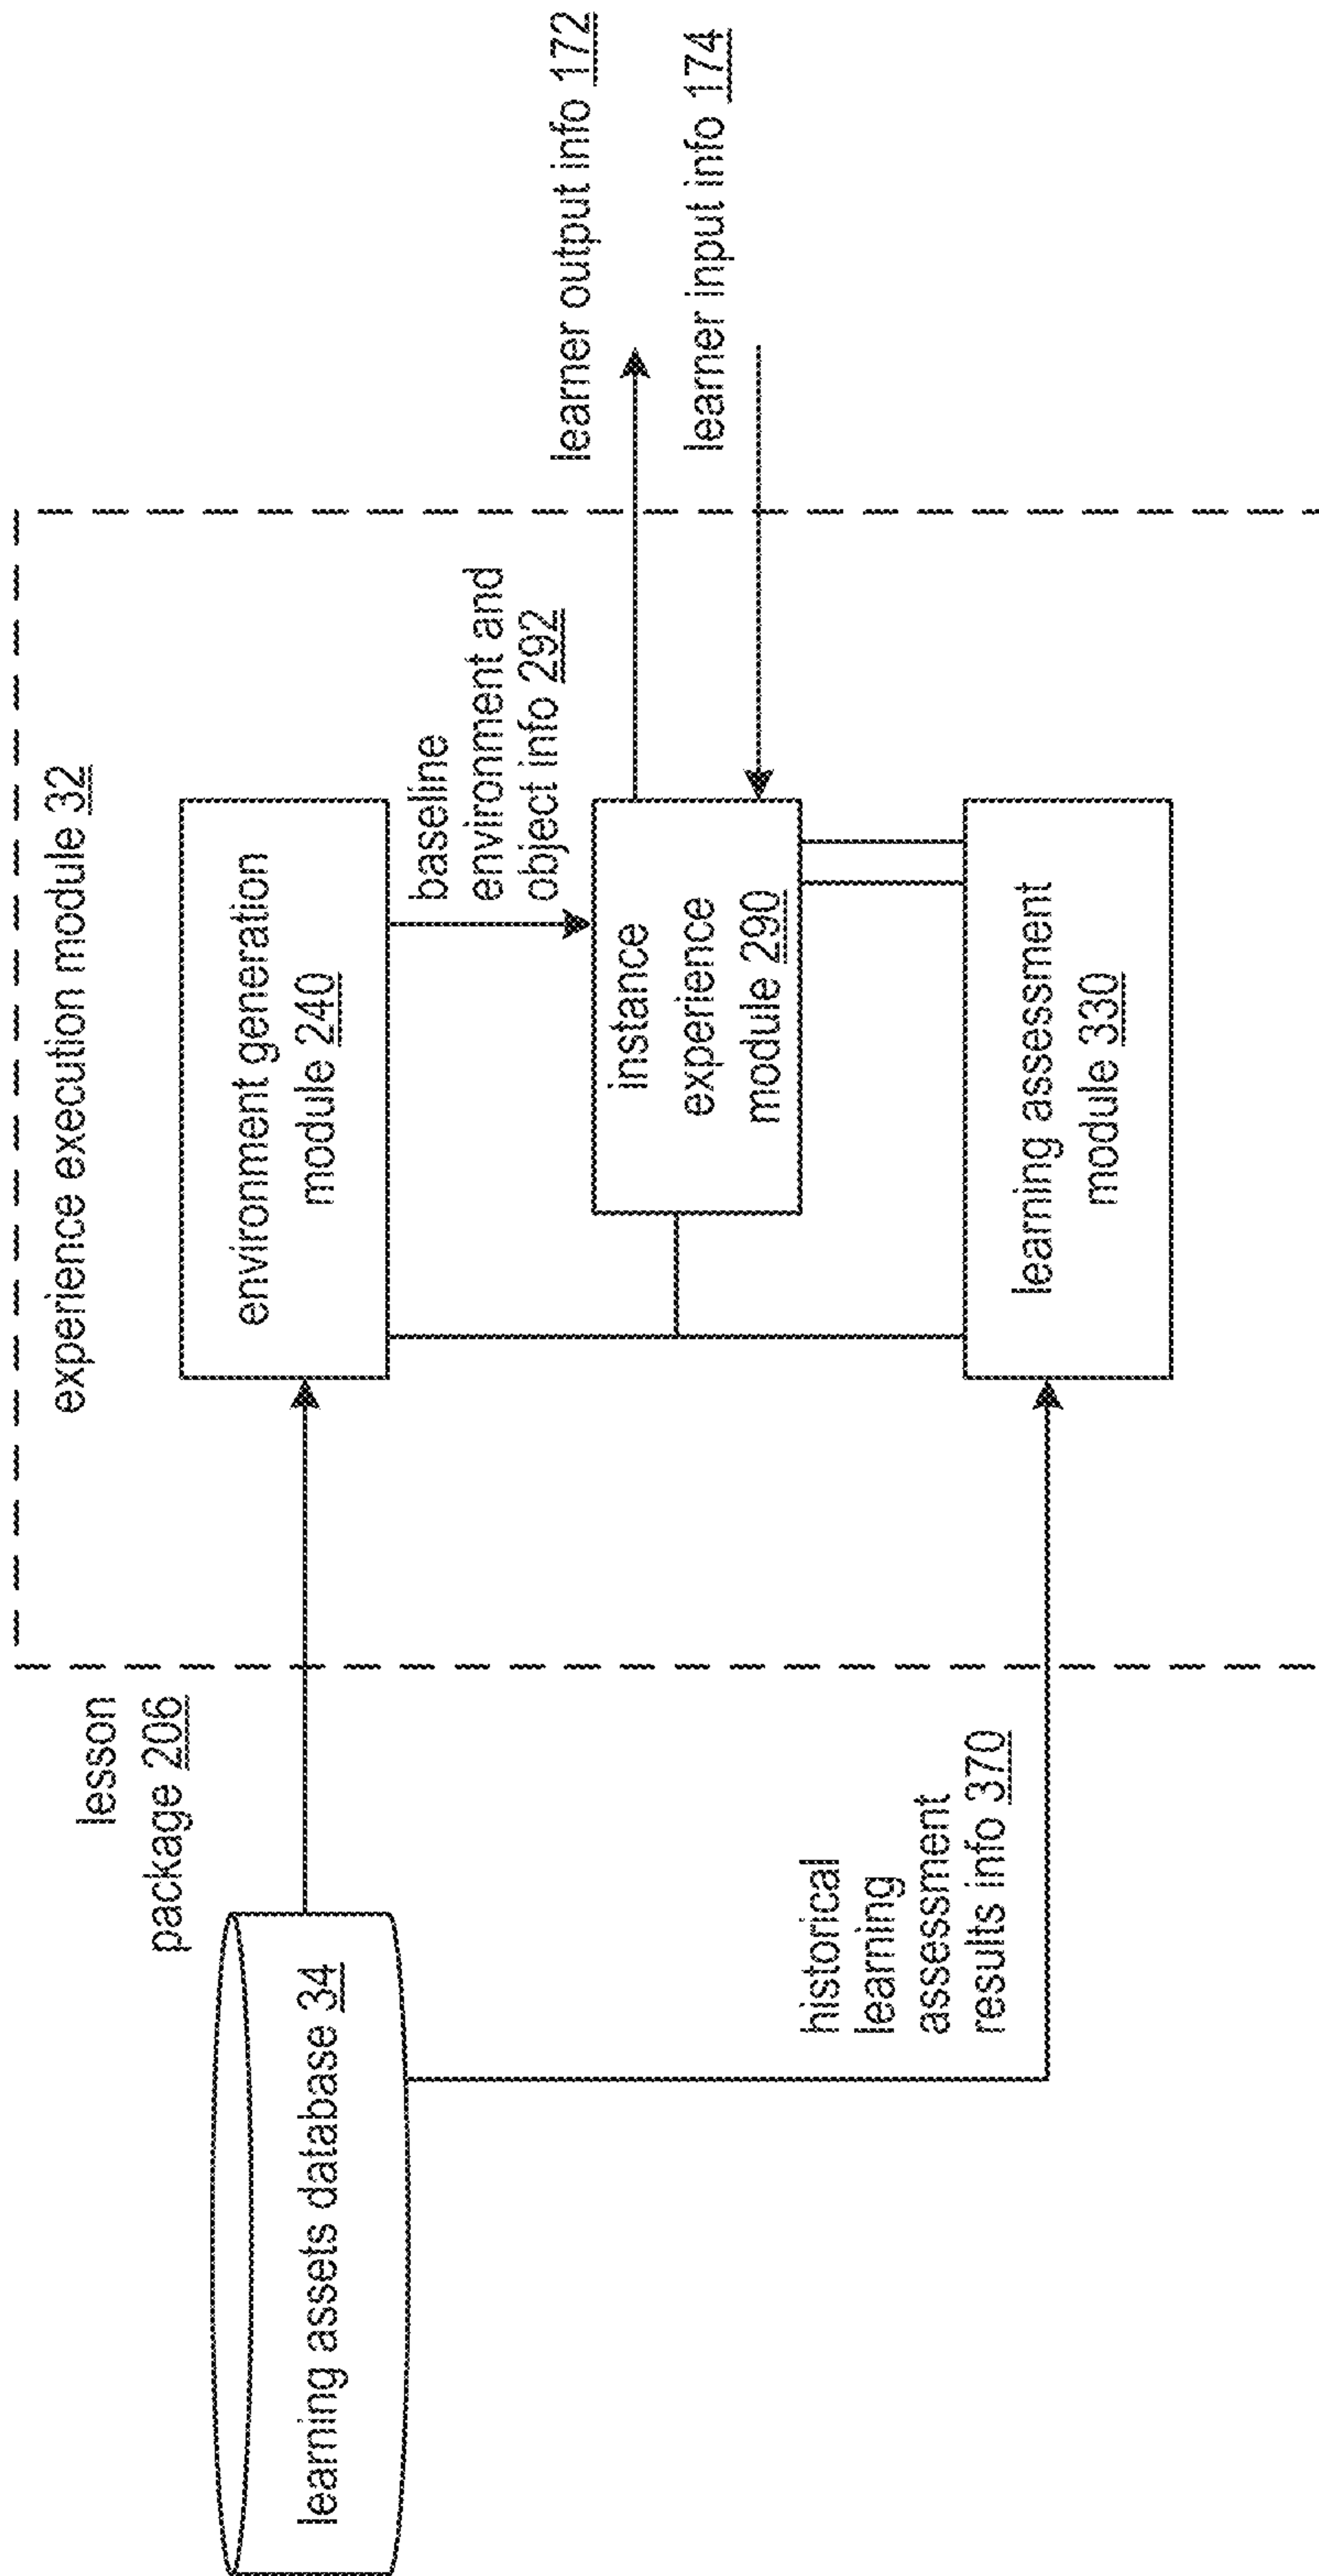 experience execution module 32
lesson
package 206
learning assets database 34
environment generation
module 240
baseline
environment and
object info 292
learner output info 172
learner input info 174
instance
experience
module 290
historical
learning
assessment
results info 370
learning assessment
module 330